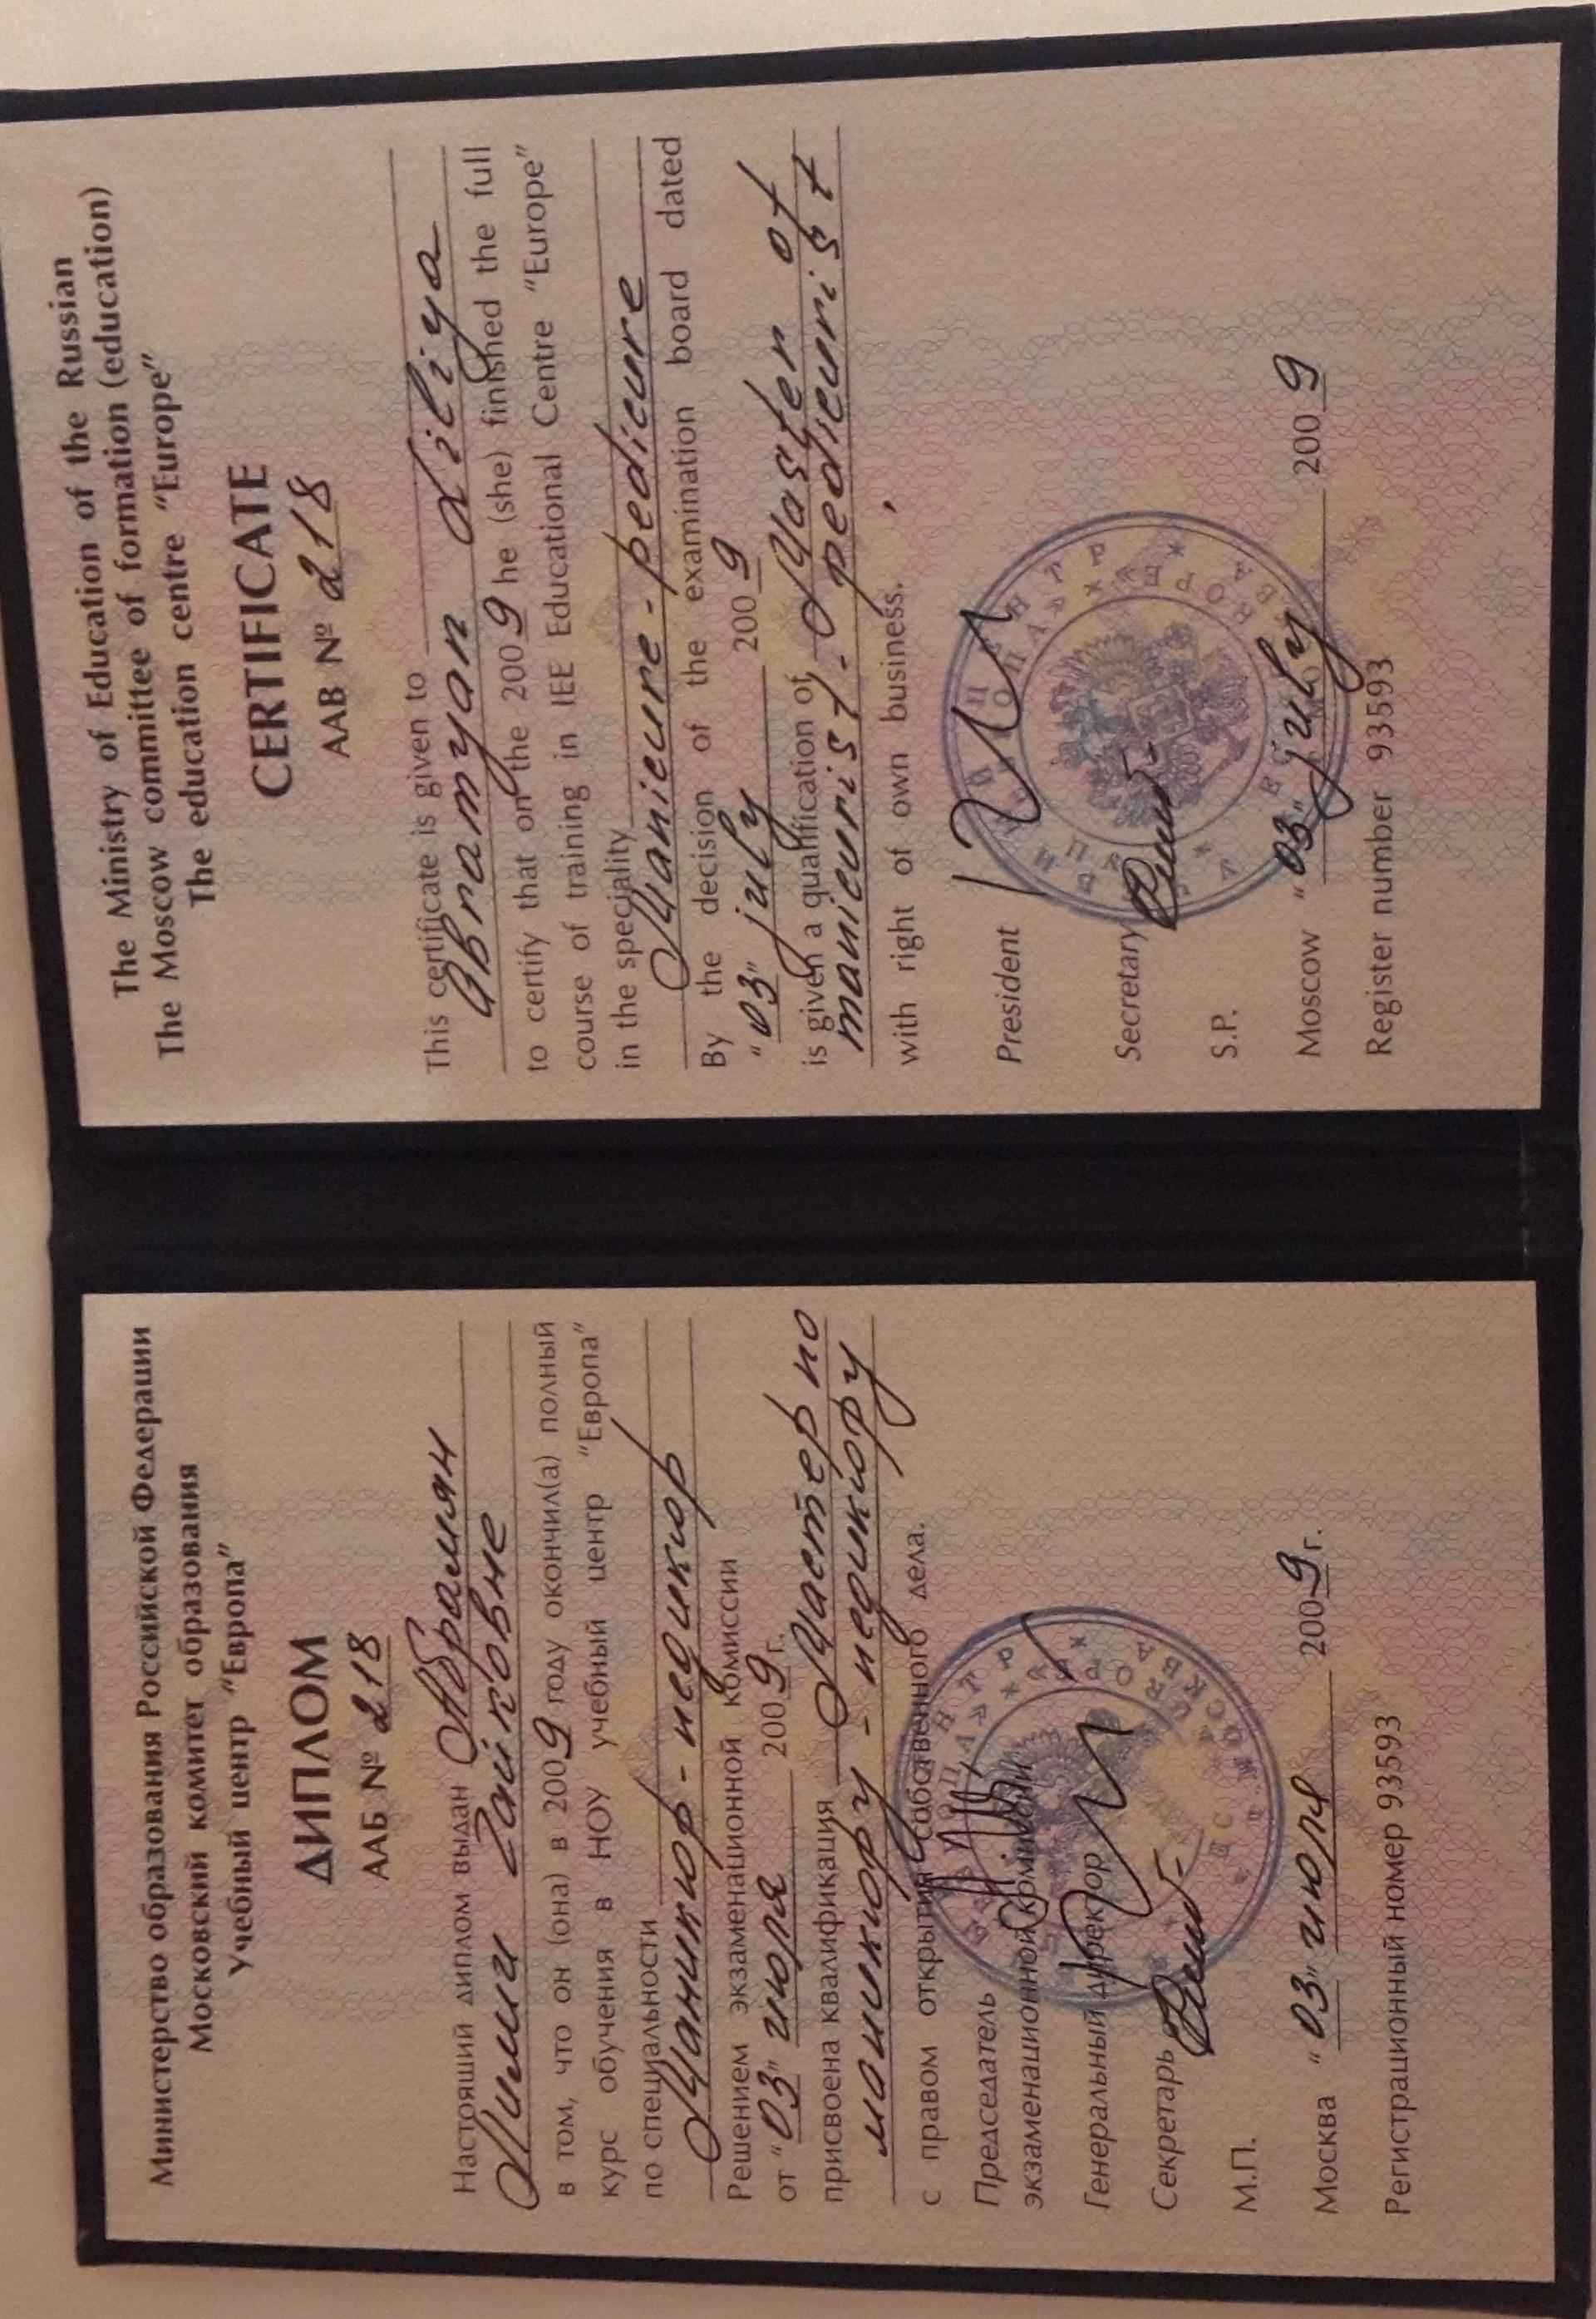 Министерство образования Российской Федерации
Московский комитет образования
Учебный центр "Европа"
ДИПЛОМ
ААБ № 218
Настоящий диплом выдан Абрамян
Лилии Зайковне
в том, что он (она) в 2009 году окончил(а) полный
курс обучения в НОУ учебный центр "Европа"
по специальности
Маникюр - педикюр
Решением экзаменационной комиссии
от "03" июля 2009 г.
присвоена квалификация Мастер по
маникюру - педикюру
с правом открытия собственного дела.
Председатель
экзаменационной комиссии
Генеральный директор
Секретарь
М.П.
Москва "03" июля 2009 г.
Регистрационный номер 93593
The Ministry of Education of the Russian
The Moscow committee of formation (education)
The education centre "Europe"
CERTIFICATE
AAB № 218
This certificate is given to
Abramyan Liliya
to certify that on the 2009 he (she) finished the full
course of training in IEE Educational Centre "Europe"
in the speciality
Manicure - pedicure
By the decision of the examination board dated
"03" july 2009
is given a qualification of Master of
manicurist - pedicurist
with right of own business.
President
Secretary
S.P.
Moscow "03" july 2009
Register number 93593